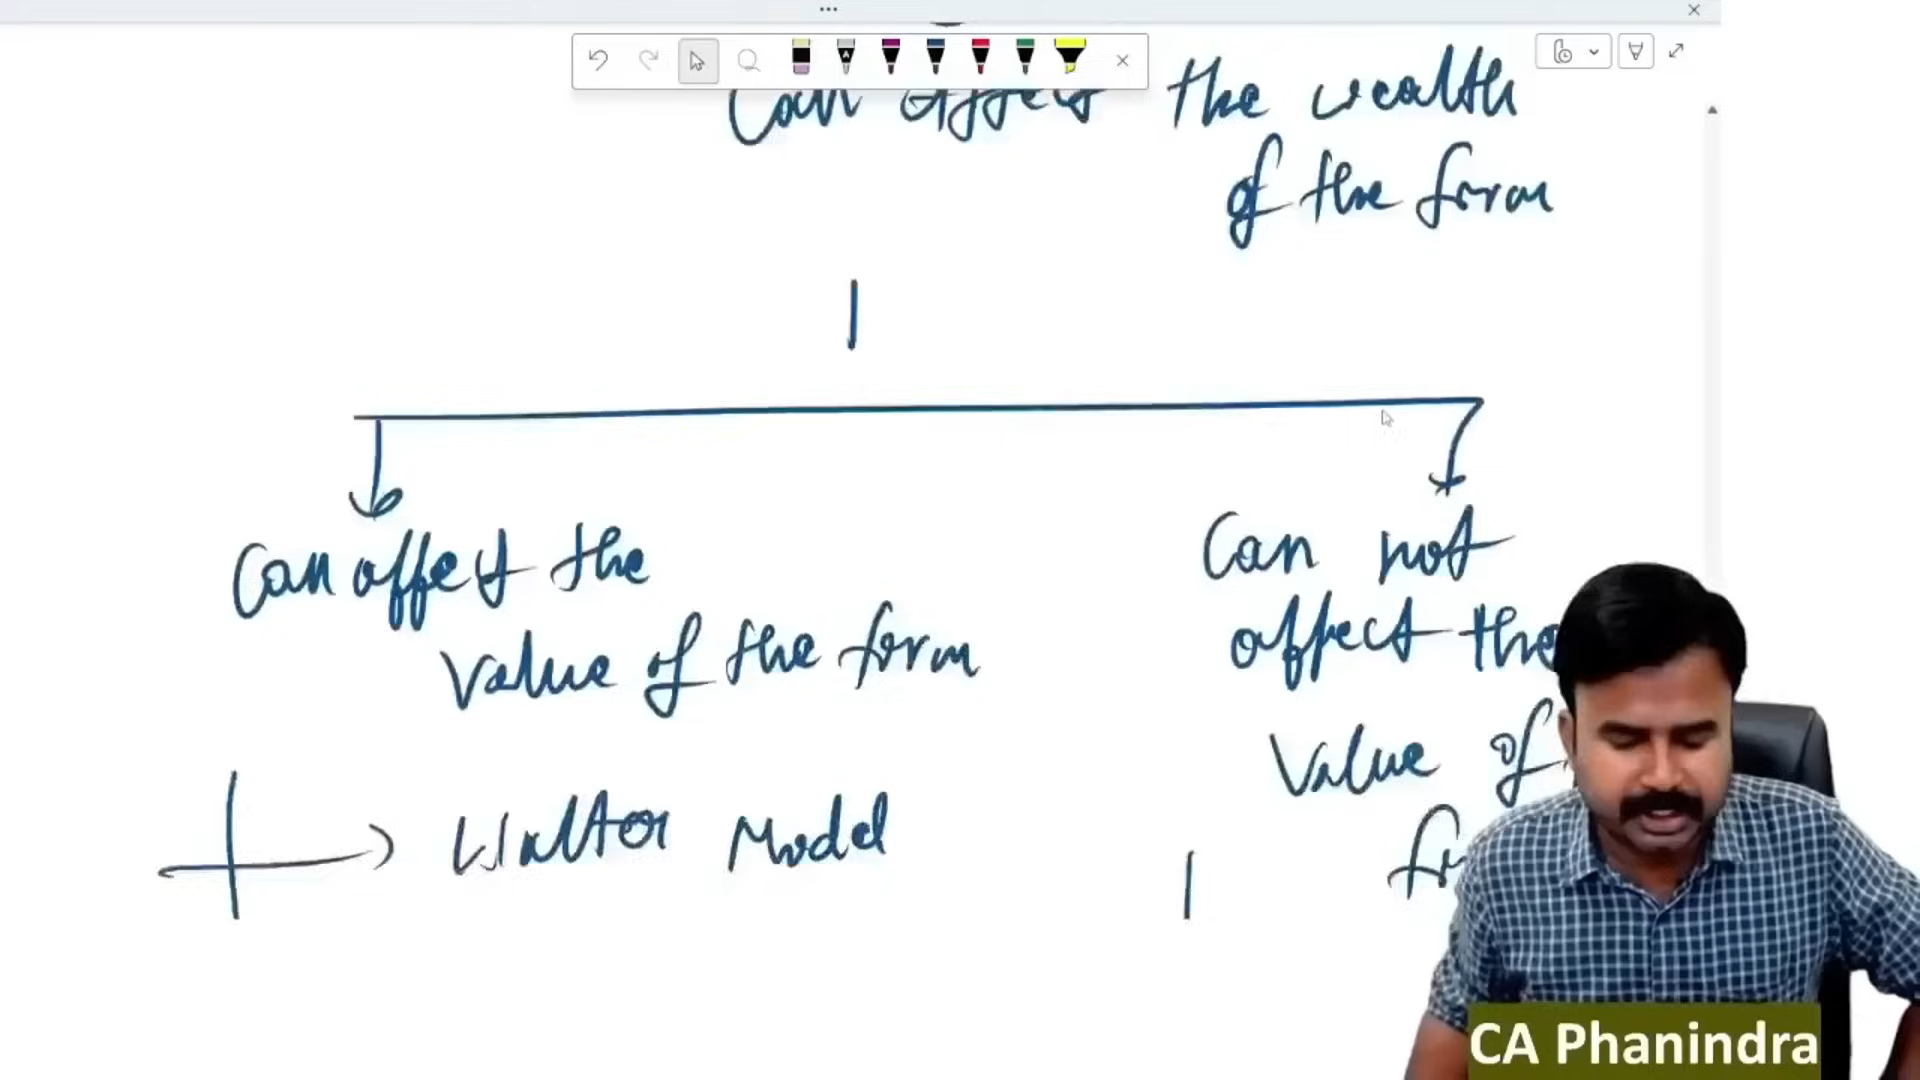 Can affect the wealth
of the firm
Can affect the
value of the firm
Can not
affect the
Value of
Walter Model
CA Phanindra